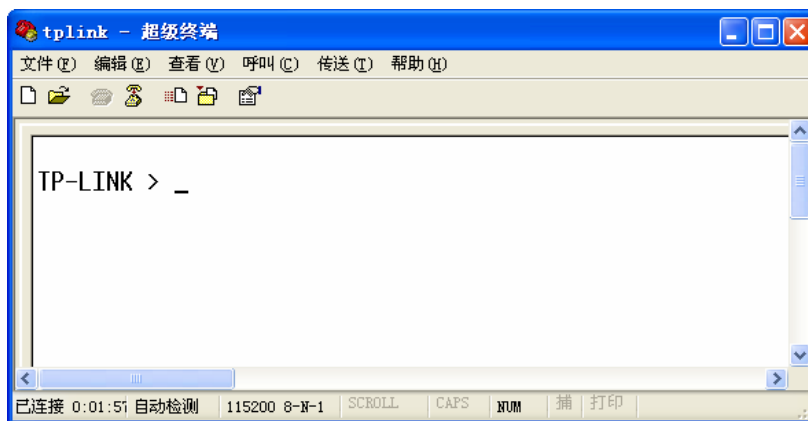 tplink - 超级终端
文件(F) 编辑(E) 查看(V) 呼叫(C) 传送(T) 帮助(H)
TP-LINK > _
已连接 0:01:57 自动检测 115200 8-N-1 SCROLL CAPS NUM 捕 打印